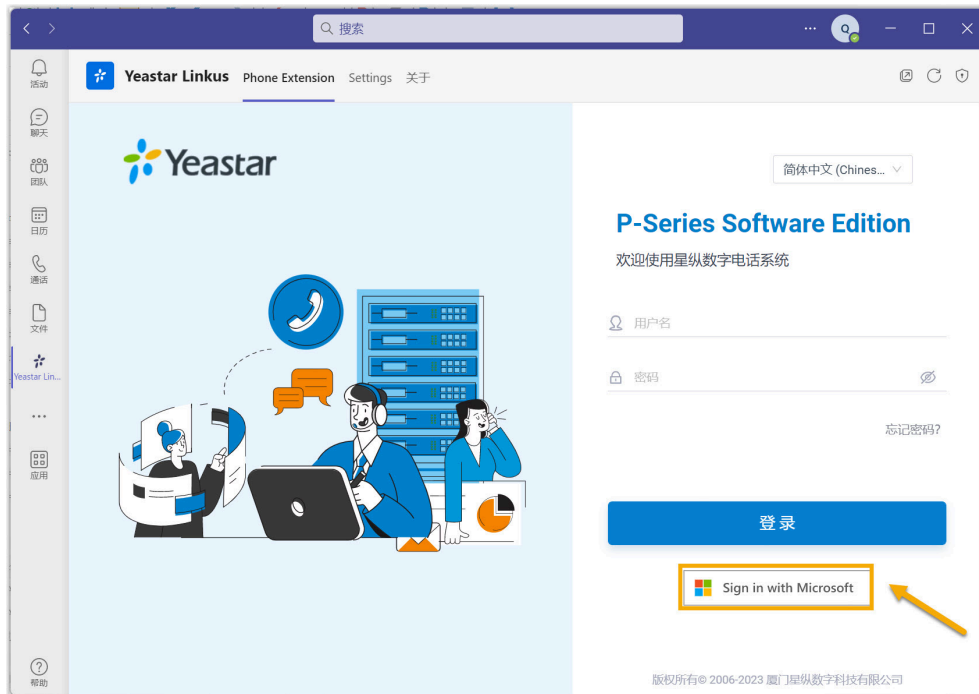 搜索
Q
活动
聊天
团队
日历
通话
文件
Yeastar Lin...
应用
帮助
Yeastar Linkus Phone Extension Settings 关于
Yeastar
简体中文 (Chines...
P-Series Software Edition
欢迎使用星纵数字电话系统
用户名
密码
忘记密码?
登录
Sign in with Microsoft
版权所有© 2006-2023 厦门星纵数字科技有限公司